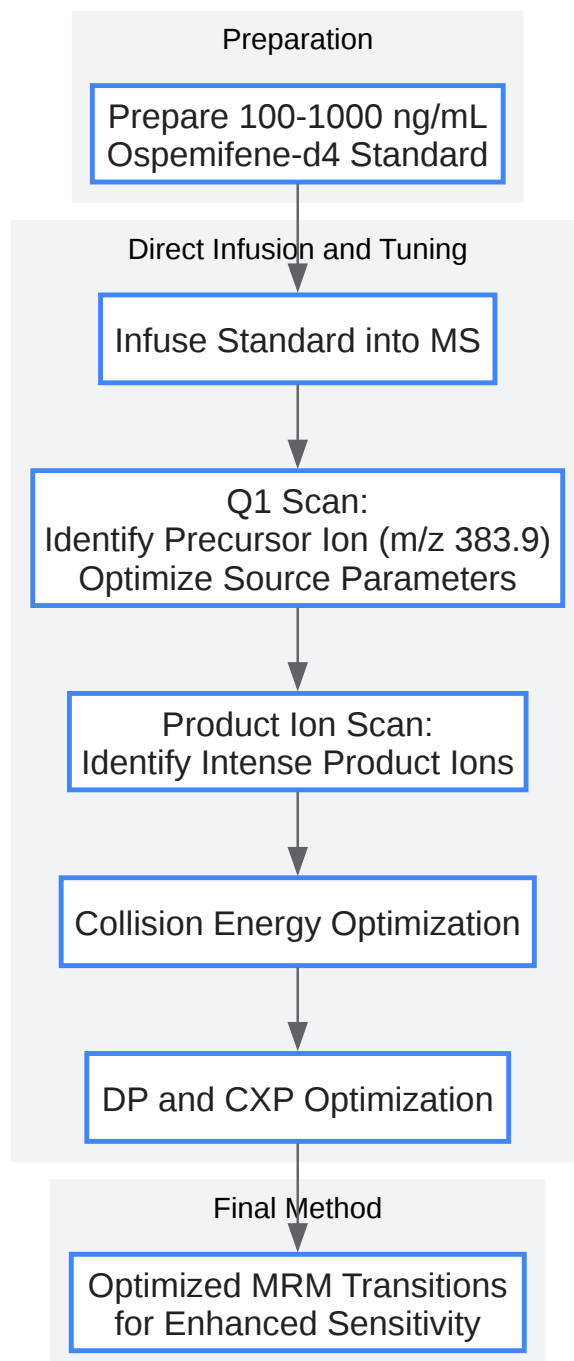 Preparation
Prepare 100-1000 ng/mL
Ospemifene-d4 Standard
Direct Infusion and Tuning
Infuse Standard into MS
Q1 Scan:
Identify Precursor Ion (m/z 383.9)
Optimize Source Parameters
Product Ion Scan:
Identify Intense Product Ions
Collision Energy Optimization
DP and CXP Optimization
Final Method
Optimized MRM Transitions
for Enhanced Sensitivity